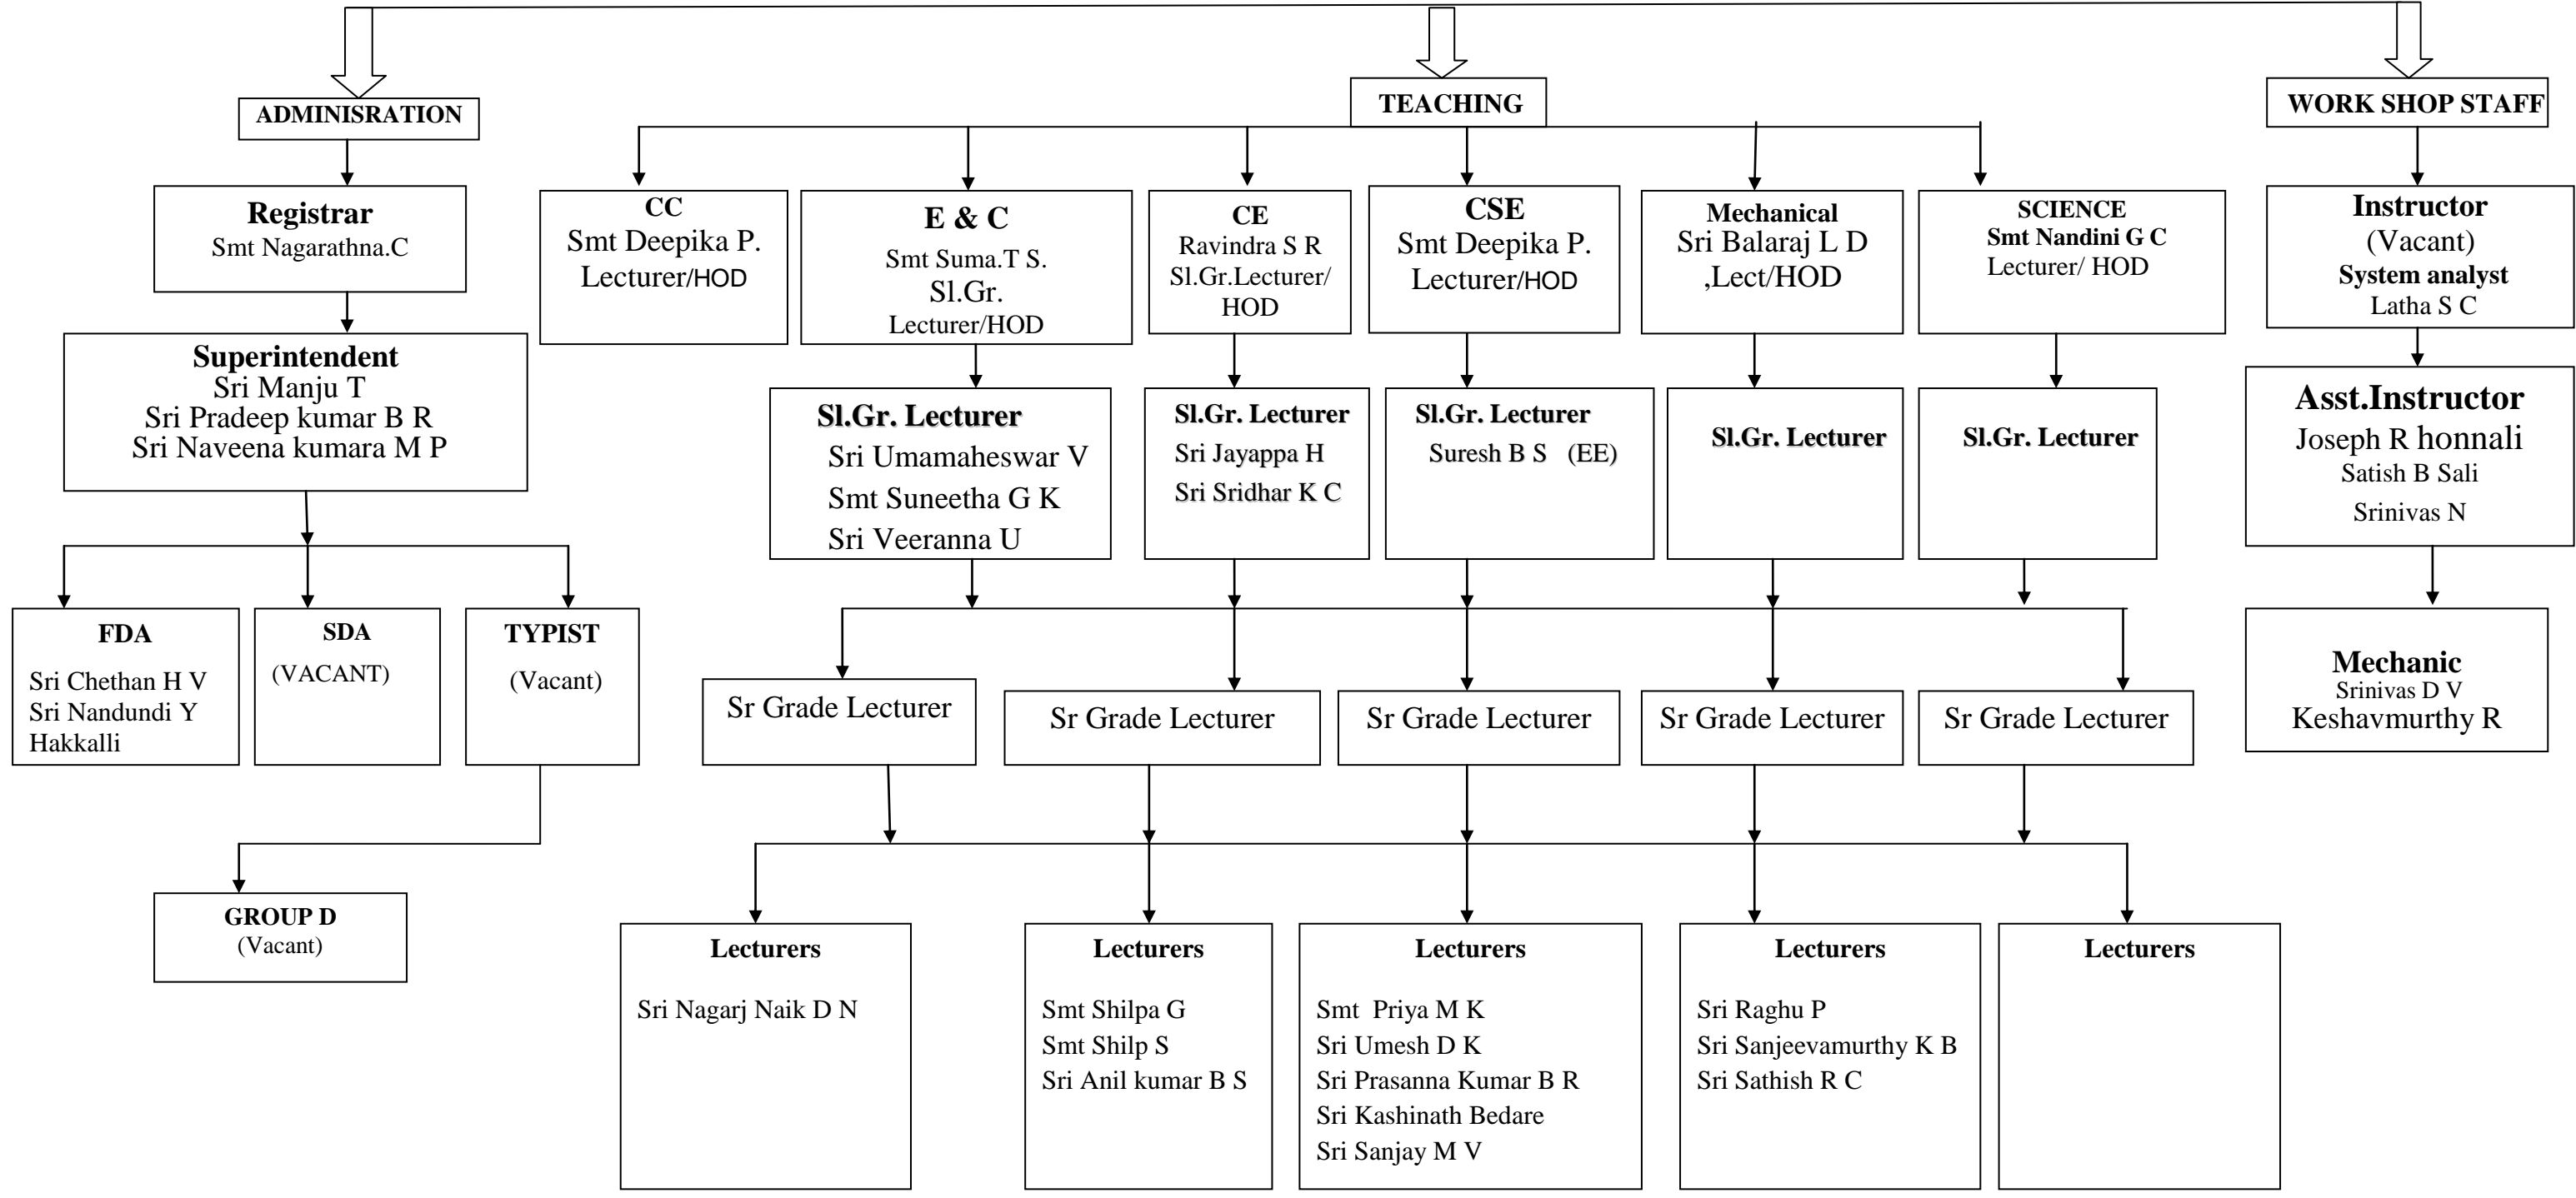 ADMINISRATION
TEACHING
WORK SHOP STAFF
Registrar
Smt Nagarathna.C
CC
Smt Deepika P.
Lecturer/HOD
E & C
Smt Suma.T S.
Sl.Gr.
Lecturer/HOD
CE
Ravindra S R
Sl.Gr.Lecturer/
HOD
CSE
Smt Deepika P.
Lecturer/HOD
Mechanical
Sri Balaraj L D
,Lect/HOD
SCIENCE
Smt Nandini G C
Lecturer/ HOD
Instructor
(Vacant)
System analyst
Latha S C
Superintendent
Sri Manju T
Sri Pradeep kumar B R
Sri Naveena kumara M P
Sl.Gr. Lecturer
Sri Umamaheswar V
Smt Suneetha G K
Sri Veeranna U
Sl.Gr. Lecturer
Sri Jayappa H
Sri Sridhar K C
Sl.Gr. Lecturer
Suresh B S (EE)
Sl.Gr. Lecturer
Sl.Gr. Lecturer
Asst.Instructor
Joseph R honnali
Satish B Sali
Srinivas N
FDA
Sri Chethan H V
Sri Nandundi Y
Hakkalli
SDA
(VACANT)
TYPIST
(Vacant)
Sr Grade Lecturer
Sr Grade Lecturer
Sr Grade Lecturer
Sr Grade Lecturer
Sr Grade Lecturer
Mechanic
Srinivas D V
Keshavmurthy R
GROUP D
(Vacant)
Lecturers
Sri Nagarj Naik D N
Lecturers
Smt Shilpa G
Smt Shilp S
Sri Anil kumar B S
Lecturers
Smt Priya M K
Sri Umesh D K
Sri Prasanna Kumar B R
Sri Kashinath Bedare
Sri Sanjay M V
Lecturers
Sri Raghu P
Sri Sanjeevamurthy K B
Sri Sathish R C
Lecturers